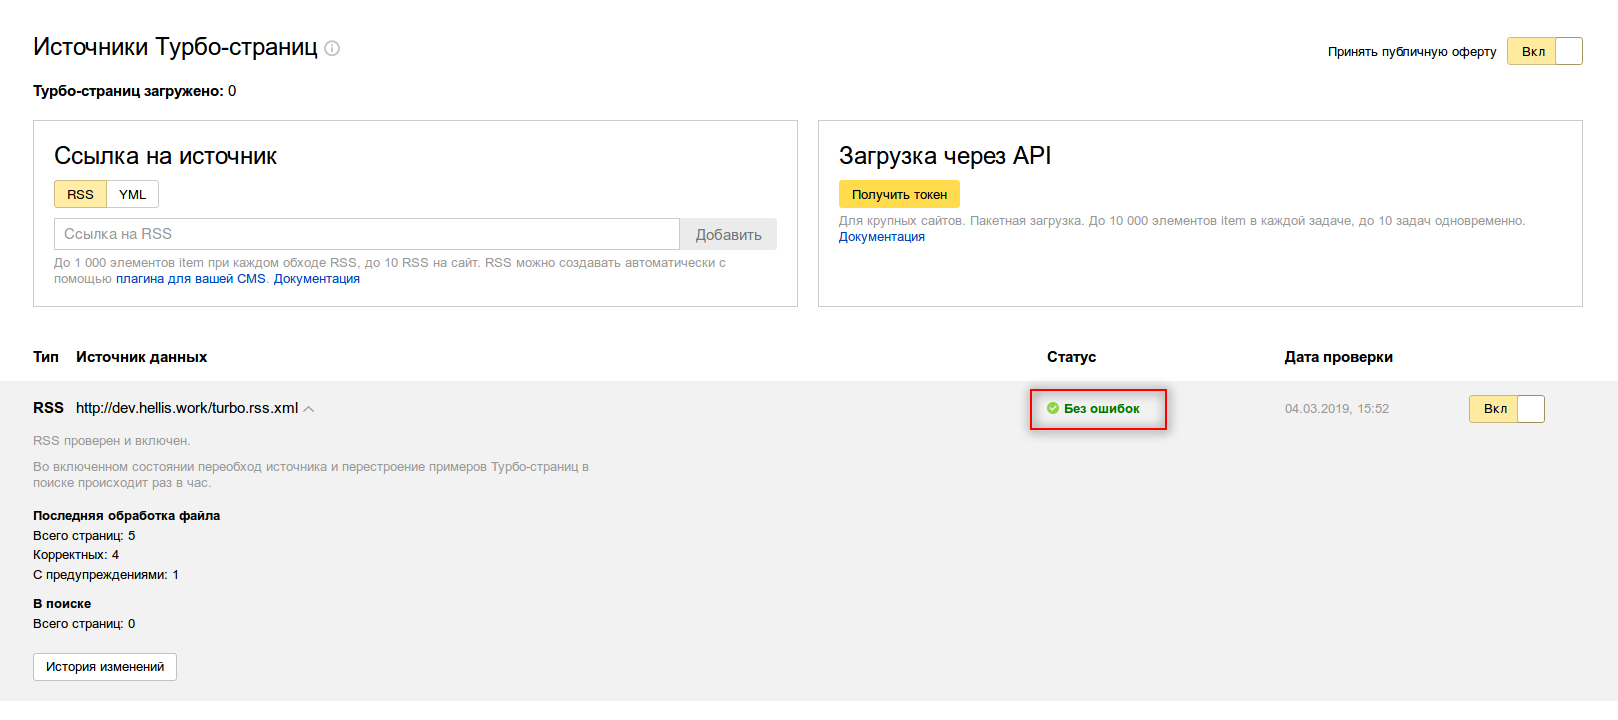 Источники Турбо-страниц
Принять публичную оферту
Вкл
Турбо-страниц загружено: 0
Ссылка на источник
RSS
YML
Ссылка на RSS
Добавить
До 1 000 элементов item при каждом обходе RSS, до 10 RSS на сайт. RSS можно создавать автоматически с
помощью плагина для вашей CMS. Документация
Загрузка через API
Получить токен
Для крупных сайтов. Пакетная загрузка. До 10 000 элементов item в каждой задаче, до 10 задач одновременно.
Документация
Тип Источник данных Статус Дата проверки
RSS http://dev.hellis.work/turbo.rss.xml Без ошибок 04.03.2019, 15:52 Вкл
RSS проверен и включен.
Во включенном состоянии переобход источника и перестроение примеров Турбо-страниц в
поиске происходит раз в час.
Последняя обработка файла
Всего страниц: 5
Корректных: 4
С предупреждениями: 1
В поиске
Всего страниц: 0
История изменений